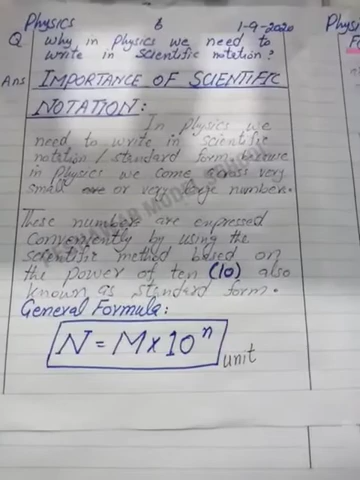 Physics 6 1-9-2020
Q. Why in Physics we need to
write in scientific notation?
Ans IMPORTANCE OF SCIENTIFIC
NOTATION:
In Physics we
need to write in scientific
notation / standard form because
in Physics we come across very
small or very large number.
These numbers are expressed
conveniently by using the
scientific method based on
the power of ten (10) also
known as standard form.
General Formula:
N = M x 10ⁿ unit
Physi